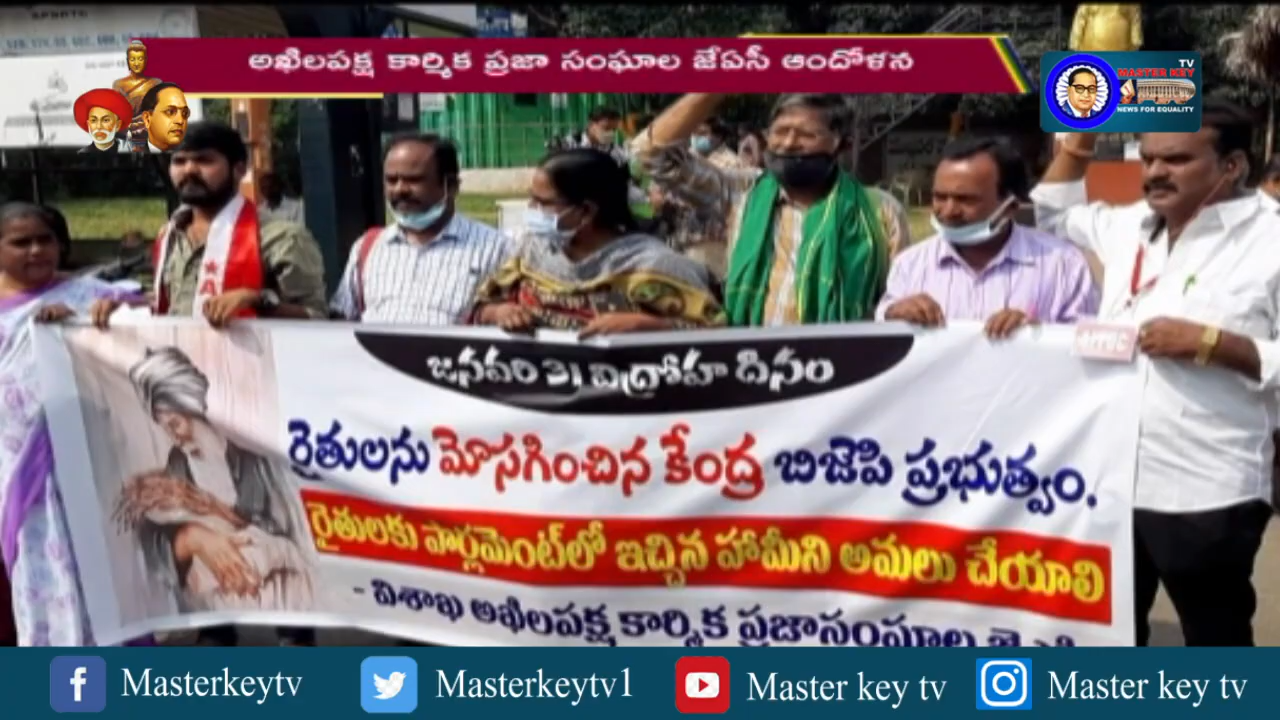 అఖిలపక్ష కార్మిక ప్రజా సంఘాల జేఏసీ ఆందోళన
TV
MASTER KEY
NEWS FOR EQUALITY
జనవరి 31 విద్రోహ దినం
రైతులను మోసగించిన కేంద్ర బిజెపి ప్రభుత్వం.
రైతులకు పార్లమెంట్‌లో ఇచ్చిన హామీని అమలు చేయాలి
- విశాఖ అఖిలపక్ష కార్మిక ప్రజాసంఘాల
Masterkeytv
Masterkeytv1
Master key tv
Master key tv